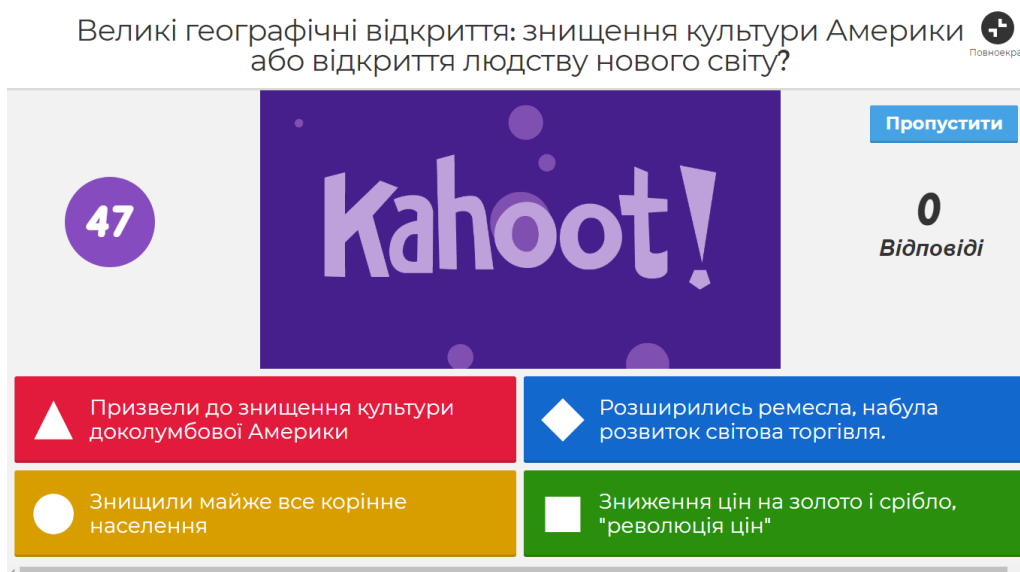 Великі географічні відкриття: знищення культури Америки
або відкриття людству нового світу?
Повноекра
Пропустити
47
Kahoot!
0
Відповіді
Призвели до знищення культури
доколумбової Америки
Розширились ремесла, набула
розвиток світова торгівля.
Знищили майже все корінне
населення
Зниження цін на золото і срібло,
"революція цін"